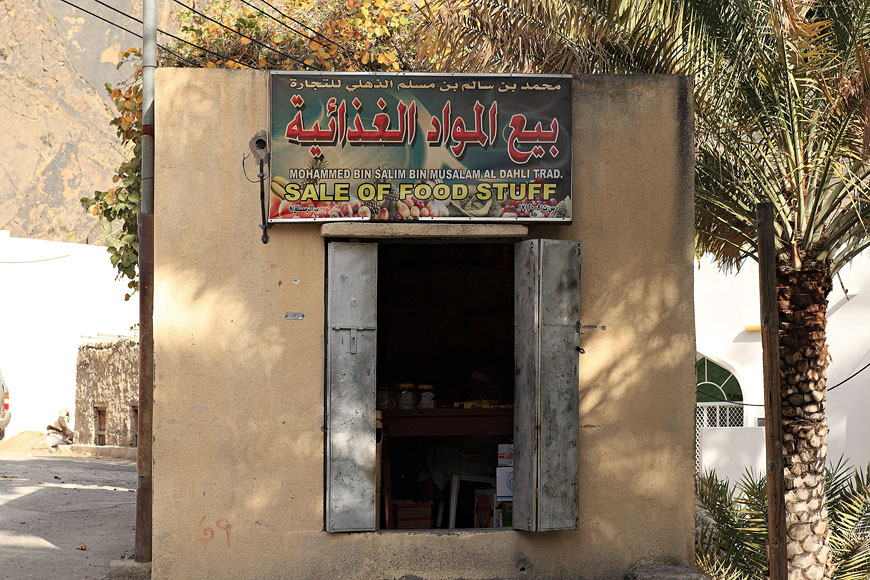 محمد بن سالم بن مسلم الذهلي للتجارة
بيع المواد الغذائية
MOHAMMED BIN SALIM BIN MUSALAM AL DAHLI TRAD.
SALE OF FOOD STUFF